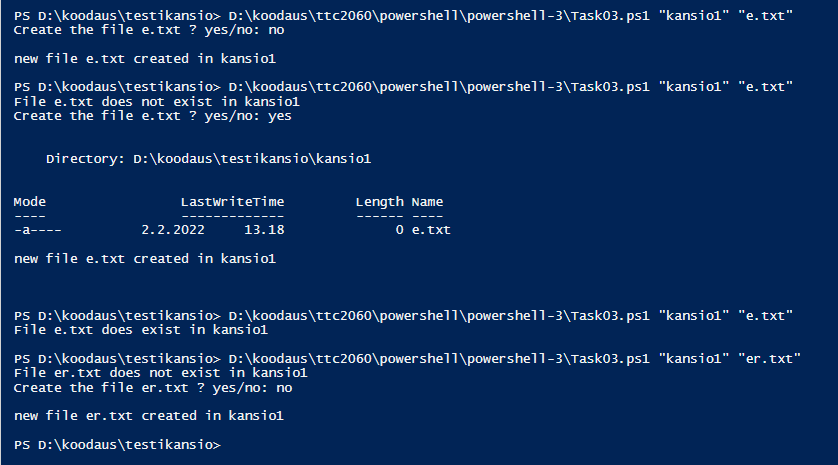 PS D:\koodaus\testikansio> D:\koodaus\ttc2060\powershell\powershell-3\Task03.ps1 "kansio1" "e.txt"
Create the file e.txt ? yes/no: no
new file e.txt created in kansio1
PS D:\koodaus\testikansio> D:\koodaus\ttc2060\powershell\powershell-3\Task03.ps1 "kansio1" "e.txt"
File e.txt does not exist in kansio1
Create the file e.txt ? yes/no: yes
Directory: D:\koodaus\testikansio\kansio1
Mode LastWriteTime Length Name
---- ------------- ------ ----
-a---- 2.2.2022 13.18 0 e.txt
new file e.txt created in kansio1
PS D:\koodaus\testikansio> D:\koodaus\ttc2060\powershell\powershell-3\Task03.ps1 "kansio1" "e.txt"
File e.txt does exist in kansio1
PS D:\koodaus\testikansio> D:\koodaus\ttc2060\powershell\powershell-3\Task03.ps1 "kansio1" "er.txt"
File er.txt does not exist in kansio1
Create the file er.txt ? yes/no: no
new file er.txt created in kansio1
PS D:\koodaus\testikansio>